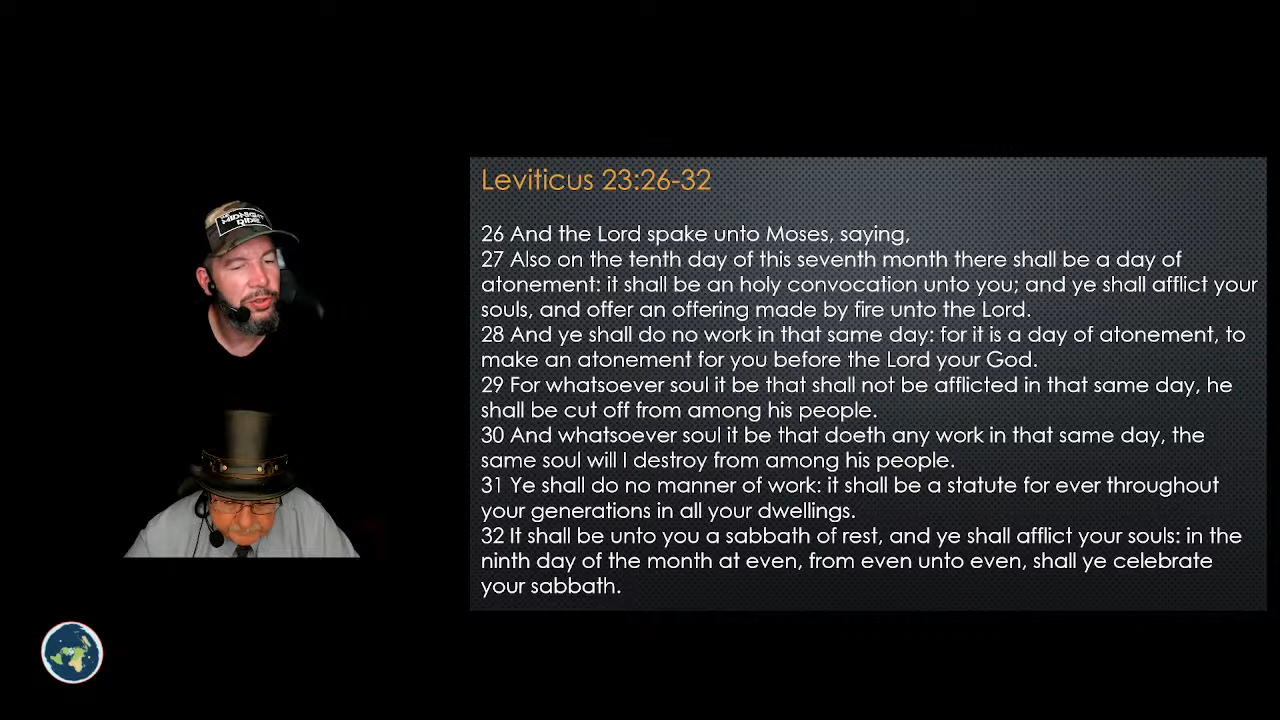 MIDNIGHT
RIDE
Leviticus 23:26-32
26 And the Lord spake unto Moses, saying,
27 Also on the tenth day of this seventh month there shall be a day of
atonement: it shall be an holy convocation unto you; and ye shall afflict your
souls, and offer an offering made by fire unto the Lord.
28 And ye shall do no work in that same day: for it is a day of atonement, to
make an atonement for you before the Lord your God.
29 For whatsoever soul it be that shall not be afflicted in that same day, he
shall be cut off from among his people.
30 And whatsoever soul it be that doeth any work in that same day, the
same soul will I destroy from among his people.
31 Ye shall do no manner of work: it shall be a statute for ever throughout
your generations in all your dwellings.
32 It shall be unto you a sabbath of rest, and ye shall afflict your souls: in the
ninth day of the month at even, from even unto even, shall ye celebrate
your sabbath.